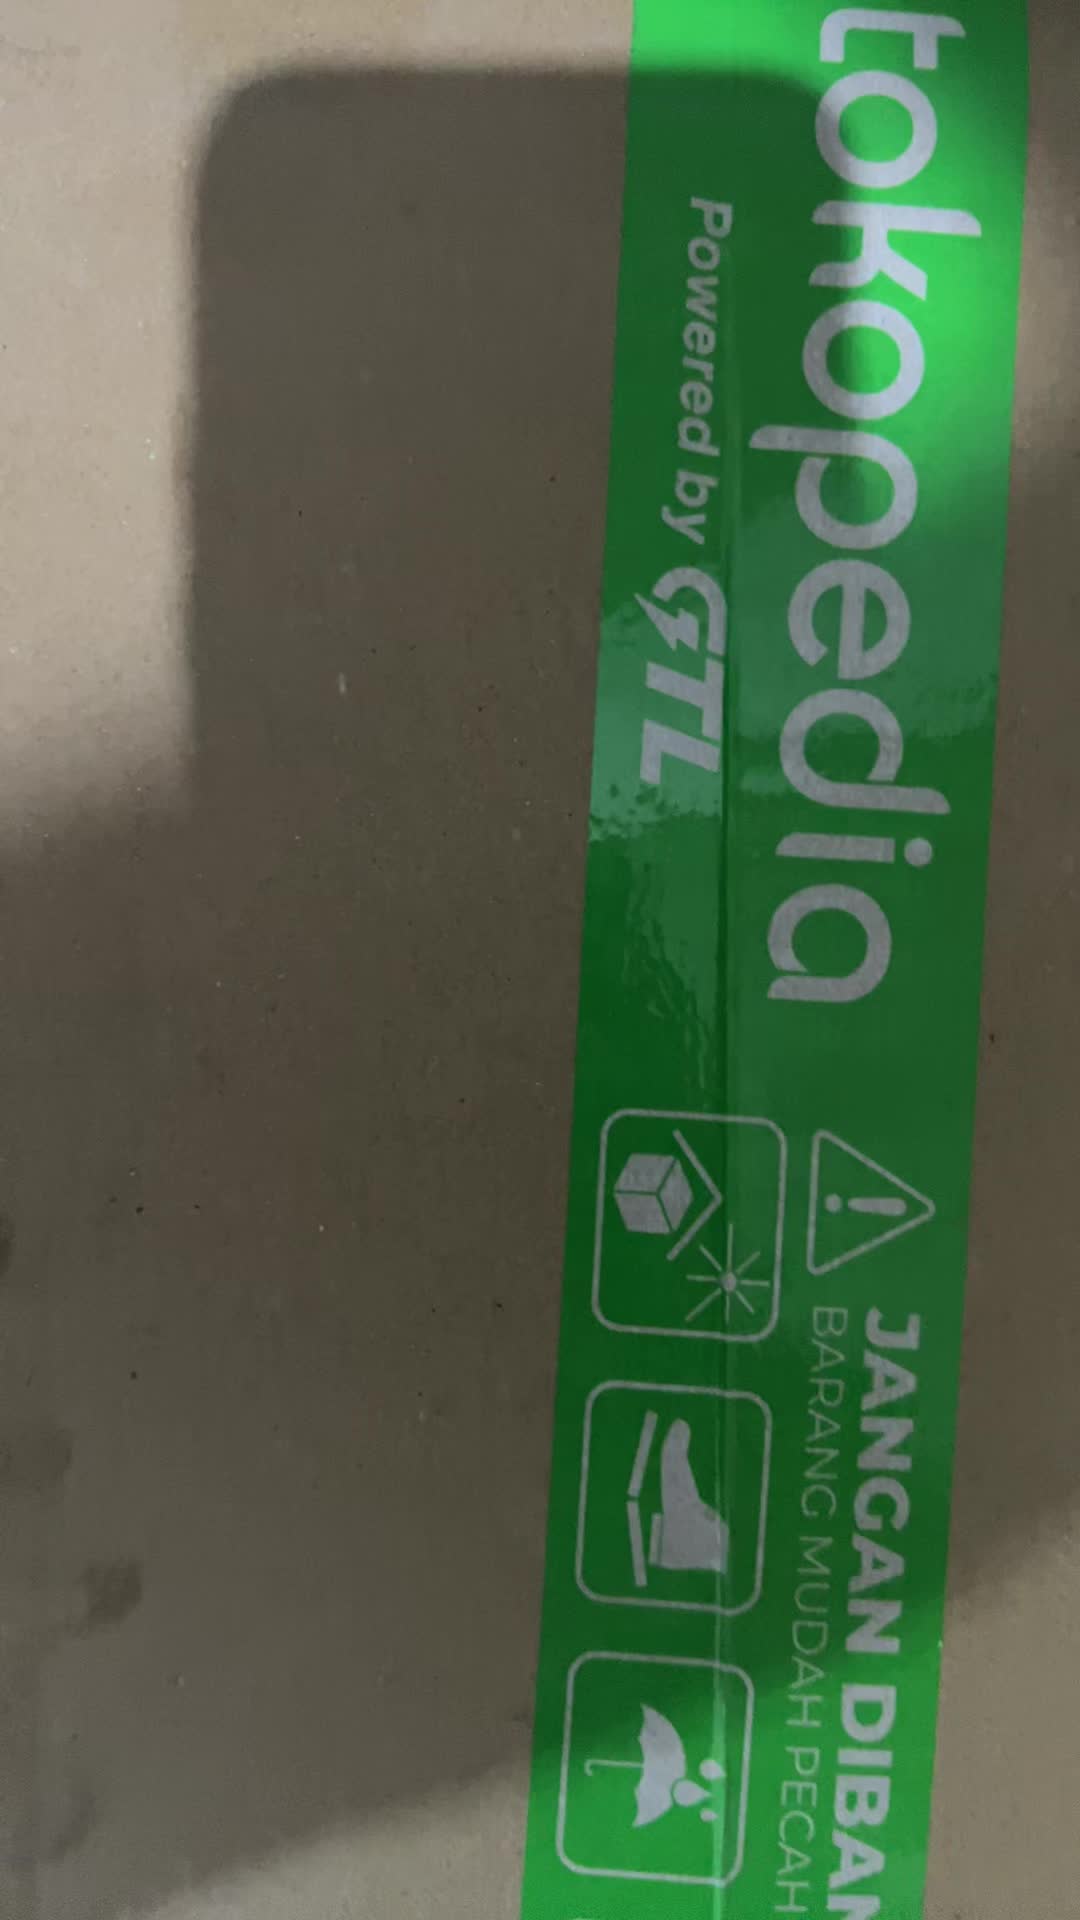 tokopedia
Powered by GTL
JANGAN DIBAN
BARANG MUDAH PECAH